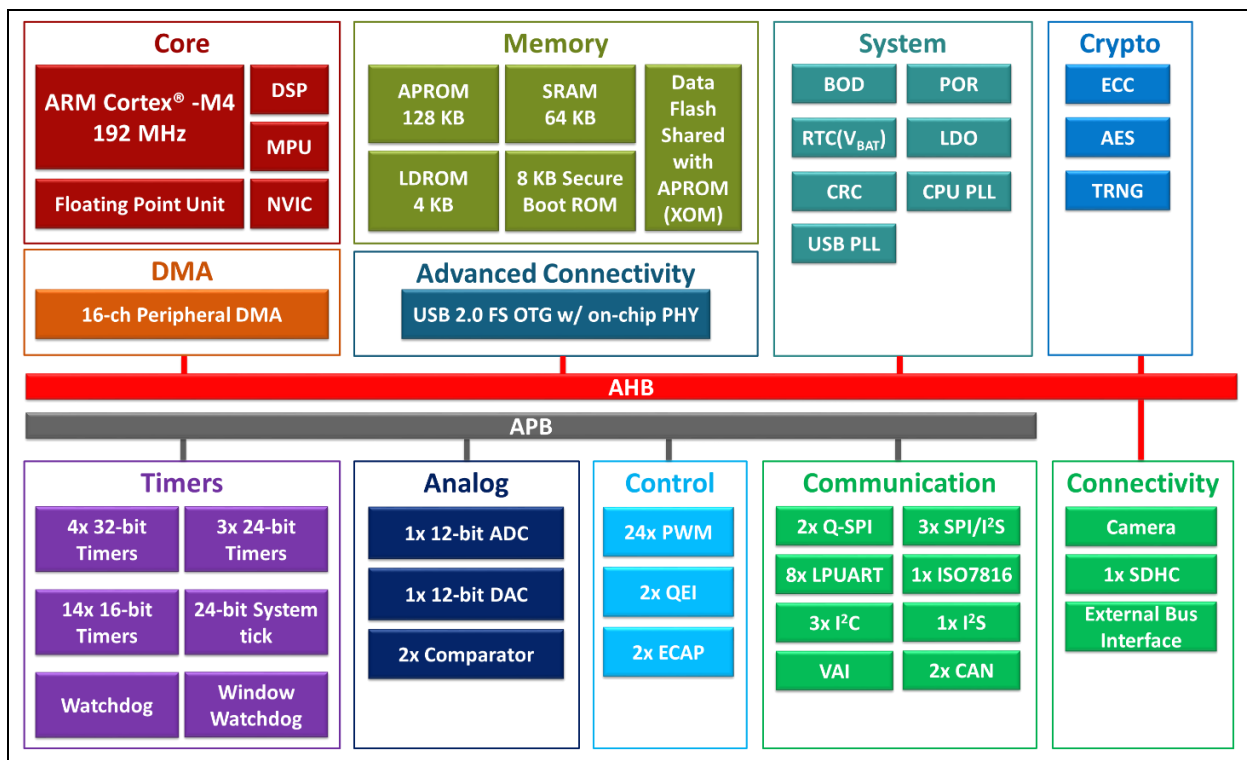 Core
ARM Cortex® -M4
192 MHz
DSP
MPU
Floating Point Unit
NVIC
Memory
APROM
128 KB
SRAM
64 KB
Data
Flash
Shared
with
APROM
(XOM)
LDROM
4 KB
8 KB Secure
Boot ROM
System
BOD
POR
RTC(VBAT)
LDO
CRC
CPU PLL
USB PLL
Crypto
ECC
AES
TRNG
DMA
16-ch Peripheral DMA
Advanced Connectivity
USB 2.0 FS OTG w/ on-chip PHY
AHB
APB
Timers
4x 32-bit
Timers
3x 24-bit
Timers
14x 16-bit
Timers
24-bit System
tick
Watchdog
Window
Watchdog
Analog
1x 12-bit ADC
1x 12-bit DAC
2x Comparator
Control
24x PWM
2x QEI
2x ECAP
Communication
2x Q-SPI
3x SPI/I²S
8x LPUART
1x ISO7816
3x I²C
1x I²S
VAI
2x CAN
Connectivity
Camera
1x SDHC
External Bus
Interface